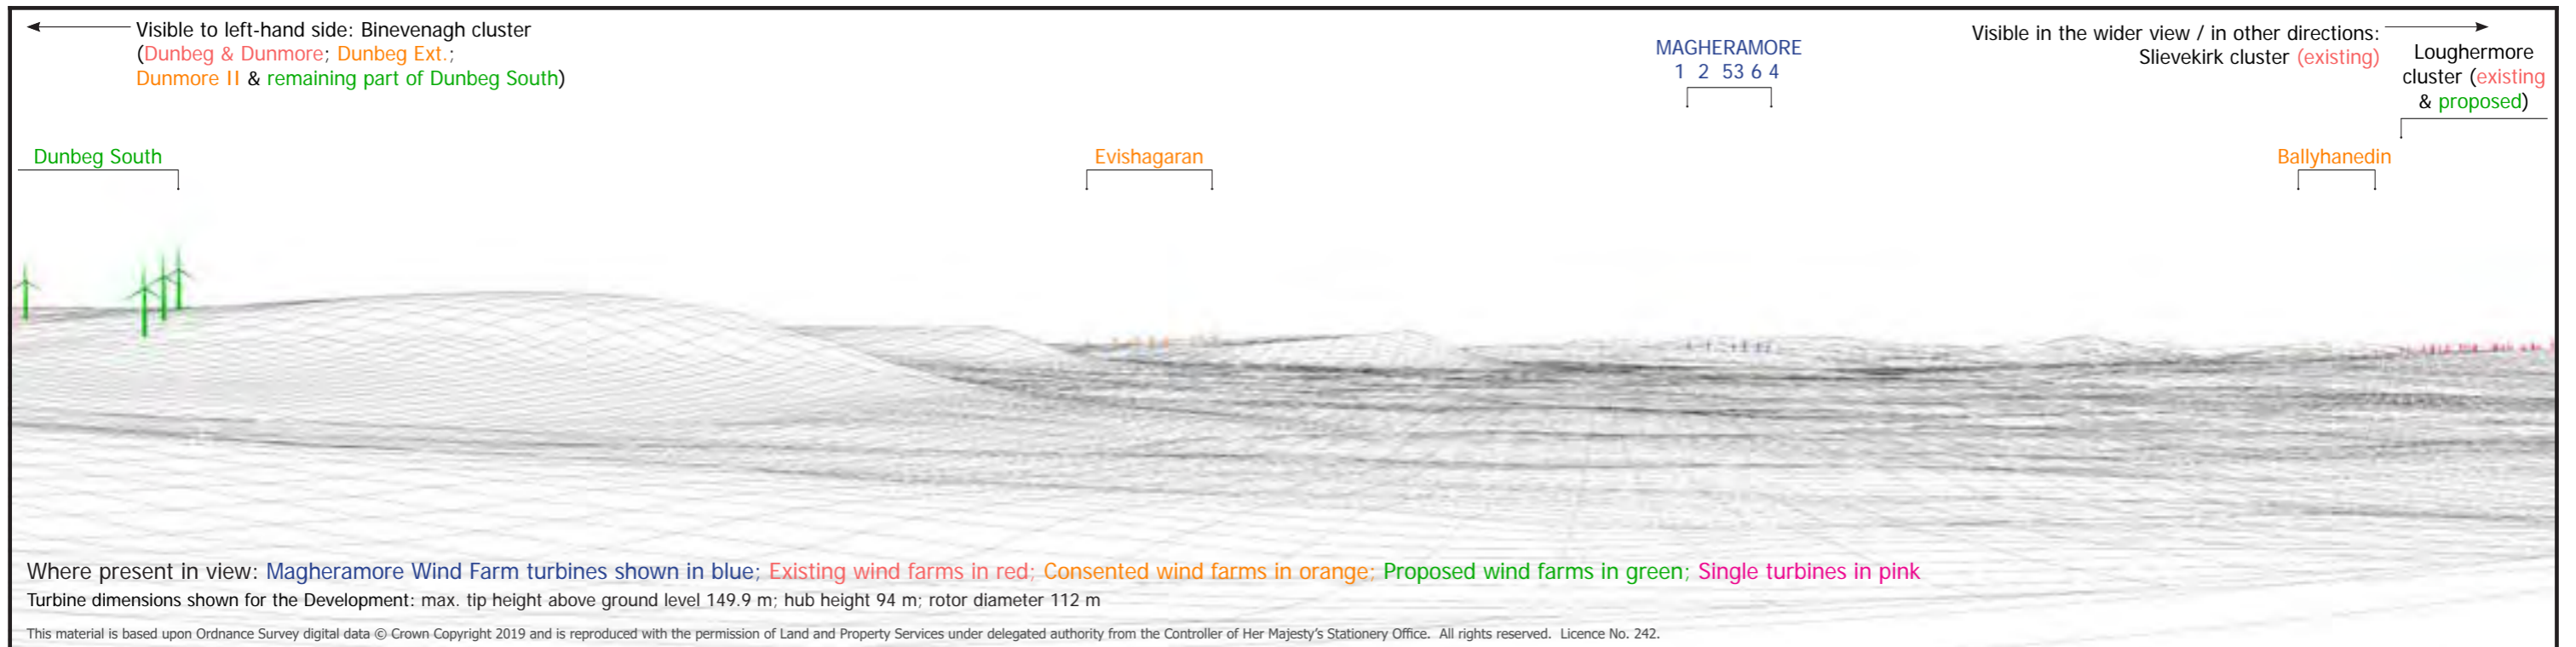 Visible to left-hand side: Binevenagh cluster
(Dunbeg & Dunmore; Dunbeg Ext.;
Dunmore II & remaining part of Dunbeg South)
MAGHERAMORE
1 2 53 6 4
Visible in the wider view / in other directions:
Slievekirk cluster (existing)
Loughermore
cluster (existing
& proposed)
Dunbeg South
Evishagaran
Ballyhanedin
Where present in view: Magheramore Wind Farm turbines shown in blue; Existing wind farms in red; Consented wind farms in orange; Proposed wind farms in green; Single turbines in pink
Turbine dimensions shown for the Development: max. tip height above ground level 149.9 m; hub height 94 m; rotor diameter 112 m
This material is based upon Ordnance Survey digital data © Crown Copyright 2019 and is reproduced with the permission of Land and Property Services under delegated authority from the Controller of Her Majesty's Stationery Office. All rights reserved. Licence No. 242.